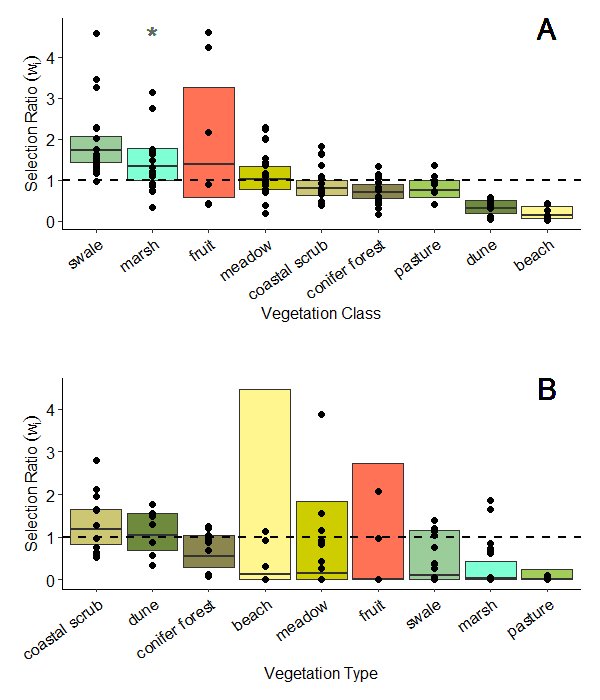 A
*
Selection Ratio (wi)
4
3
2
1
0
swale
marsh
fruit
meadow
coastal scrub
conifer forest
pasture
dune
beach
Vegetation Class
B
Selection Ratio (wi)
4
3
2
1
0
coastal scrub
dune
conifer forest
beach
meadow
fruit
swale
marsh
pasture
Vegetation Type